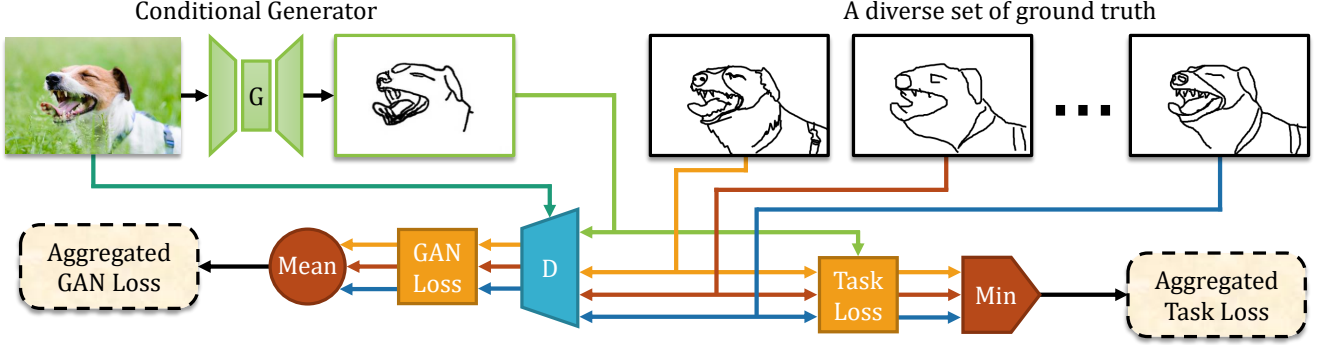 Conditional Generator
A diverse set of ground truth
G
...
Aggregated
GAN Loss
Mean
GAN
Loss
D
Task
Loss
Min
Aggregated
Task Loss